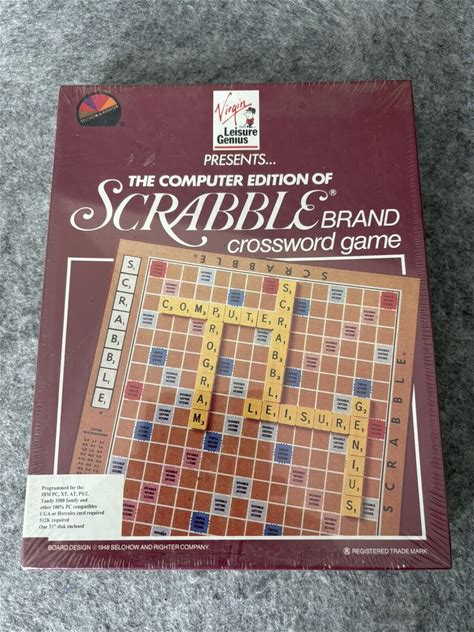 SELCHOW & RIGHTER
Virgin
Leisure
Genius
PRESENTS...
THE COMPUTER EDITION OF
SCRABBLE® BRAND
crossword game
SCRABBLE
SCRABBLE
COMPUTER
PROGRAM
SCRABBLE
LEISURE
GENIUS
SCRABBLE
Programmed for the:
IBM PC, XT, AT, PS/2,
Tandy 1000 family and
other 100% PC compatibles
CGA or Hercules card required
512K required
One 3½" disk enclosed
BOARD DESIGN © 1948 SELCHOW AND RIGHTER COMPANY.
® REGISTERED TRADE MARK